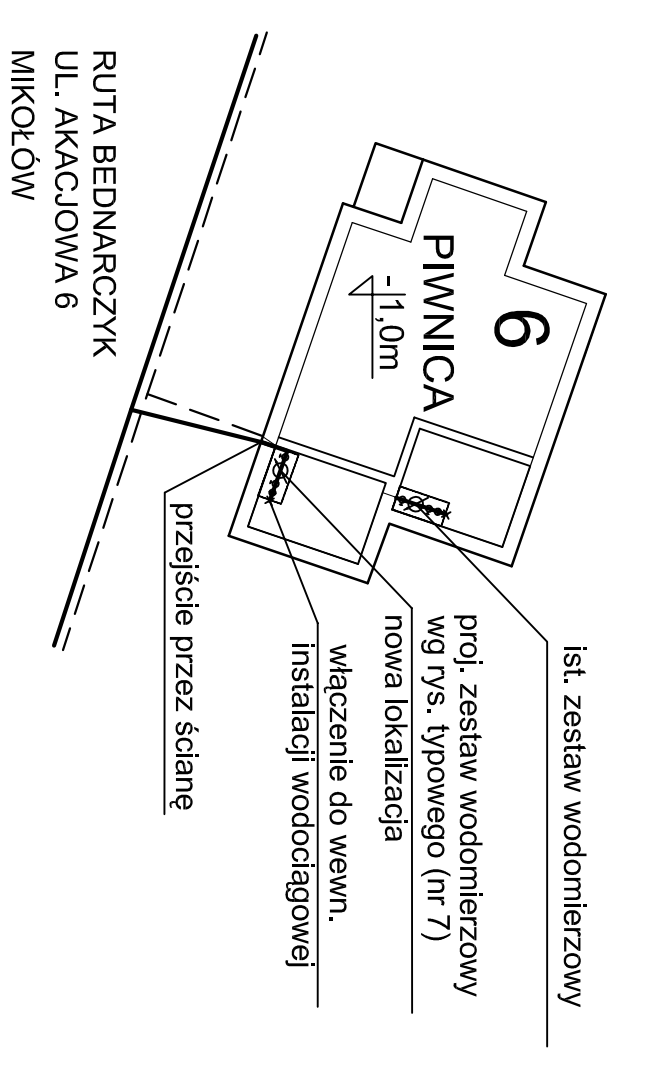 ist. zestaw wodomierzowy
proj. zestaw wodomierzowy
wg rys. typowego (nr 7)
nowa lokalizacja
włączenie do wewn.
instalacji wodociągowej
przejście przez ścianę
6
PIWNICA
-1,0m
RUTA BEDNARCZYK
UL. AKACJOWA 6
MIKOŁÓW